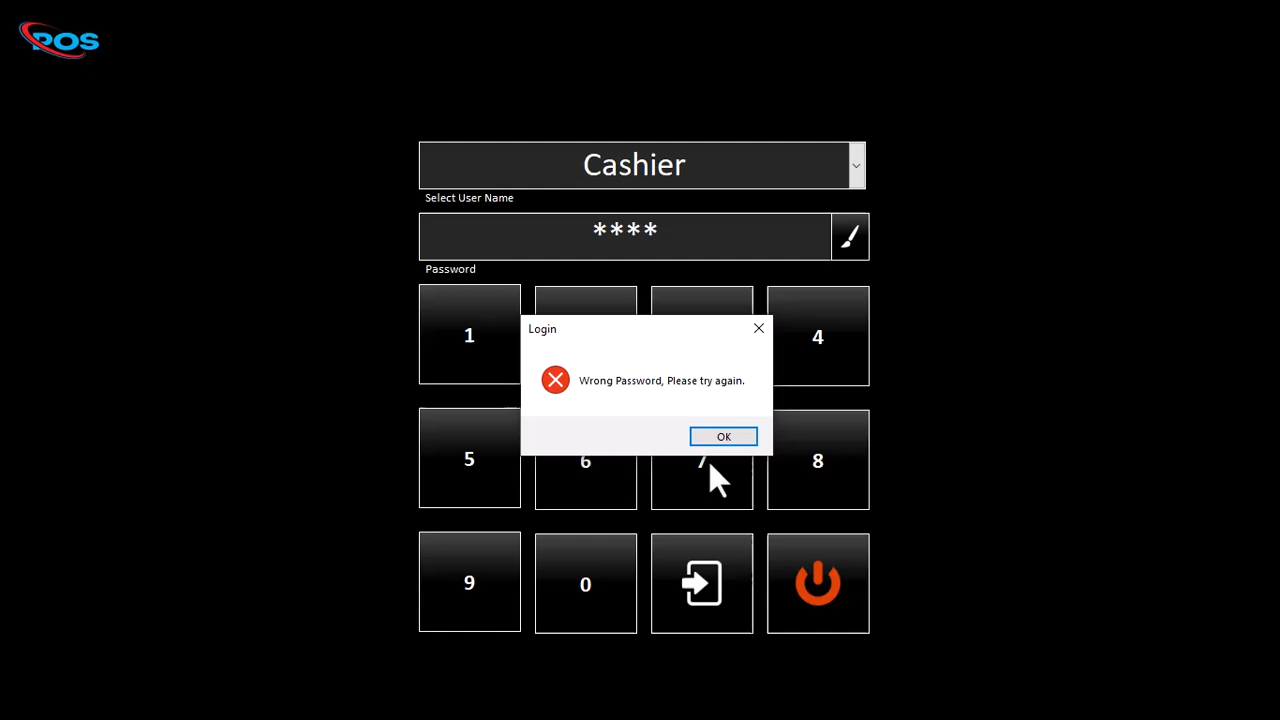 POS
Cashier
Select User Name
****
Password
1
4
Login
Wrong Password, Please try again.
OK
5
6
7
8
9
0